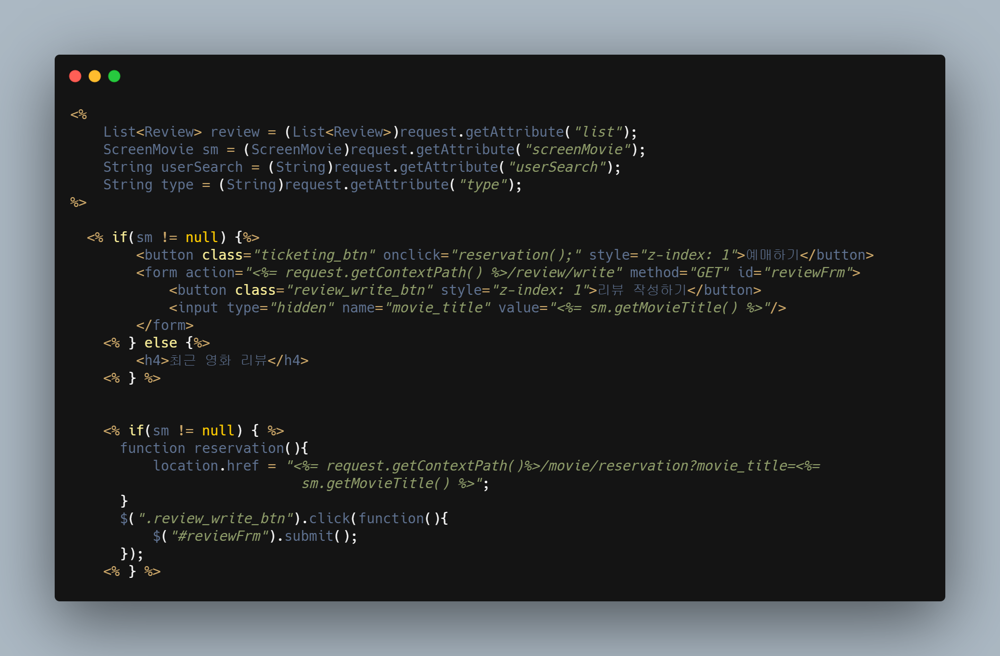 <%
List<Review> review = (List<Review>)request.getAttribute("list");
ScreenMovie sm = (ScreenMovie)request.getAttribute("screenMovie");
String userSearch = (String)request.getAttribute("userSearch");
String type = (String)request.getAttribute("type");
%>
<% if(sm != null) {%>
<button class="ticketing_btn" onclick="reservation();" style="z-index: 1">예매하기</button>
<form action="<%= request.getContextPath() %>/review/write" method="GET" id="reviewFrm">
<button class="review_write_btn" style="z-index: 1">리뷰 작성하기</button>
<input type="hidden" name="movie_title" value="<%= sm.getMovieTitle() %>"/>
</form>
<% } else {%>
<h4>최근 영화 리뷰</h4>
<% } %>
<% if(sm != null) { %>
function reservation(){
location.href = "<%= request.getContextPath()%>/movie/reservation?movie_title=<%=
sm.getMovieTitle() %>";
}
$(".review_write_btn").click(function(){
$("#reviewFrm").submit();
});
<% } %>